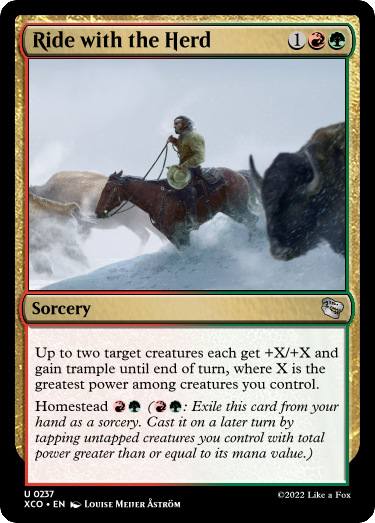 Ride with the Herd 1
Sorcery
Up to two target creatures each get +X/+X and
gain trample until end of turn, where X is the
greatest power among creatures you control.
Homestead (: Exile this card from your
hand as a sorcery. Cast it on a later turn by
tapping untapped creatures you control with total
power greater than or equal to its mana value.)
U 0237
XCO • EN Louise Meijer Åström
©2022 Like a Fox